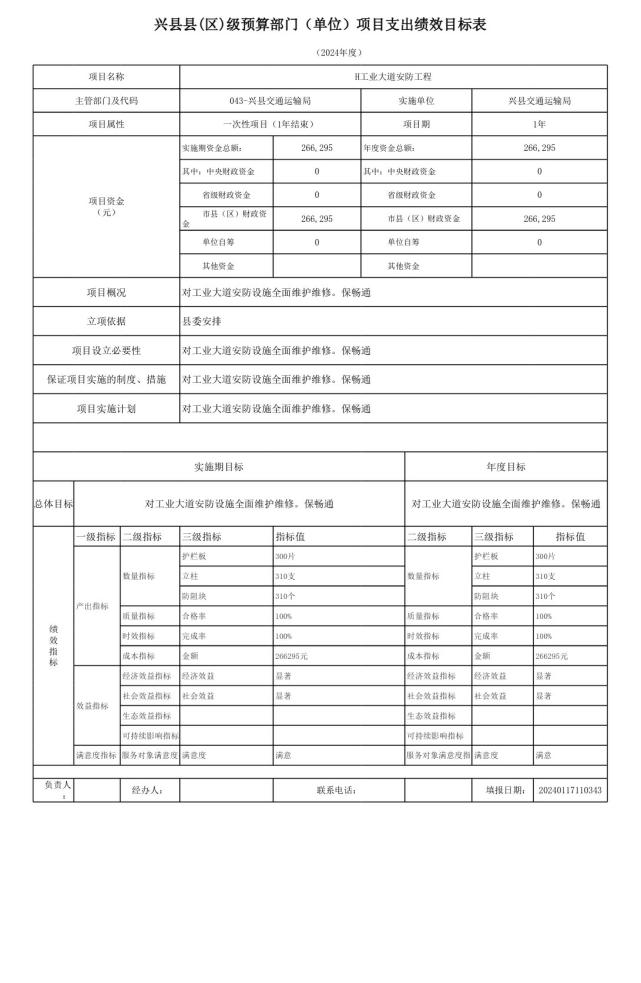 兴县县(区)级预算部门（单位）项目支出绩效目标表
（2024年度）
项目名称 H工业大道安防工程
主管部门及代码 043-兴县交通运输局 实施单位 兴县交通运输局
项目属性 一次性项目（1年结束） 项目期 1年
项目资金
（元）
实施期资金总额： 266,295 年度资金总额： 266,295
其中：中央财政资金 0 其中：中央财政资金 0
省级财政资金 0 省级财政资金 0
市县（区）财政资
金 266,295 市县（区）财政资金 266,295
单位自筹 0 单位自筹 0
其他资金 其他资金
项目概况 对工业大道安防设施全面维护维修。保畅通
立项依据 县委安排
项目设立必要性 对工业大道安防设施全面维护维修。保畅通
保证项目实施的制度、措施 对工业大道安防设施全面维护维修。保畅通
项目实施计划 对工业大道安防设施全面维护维修。保畅通
实施期目标 年度目标
总体目标 对工业大道安防设施全面维护维修。保畅通 对工业大道安防设施全面维护维修。保畅通
绩效指标
一级指标 二级指标 三级指标 指标值 二级指标 三级指标 指标值
产出指标 数量指标 护栏板 300片 数量指标 护栏板 300片
立柱 310支 立柱 310支
防阻块 310个 防阻块 310个
质量指标 合格率 100% 质量指标 合格率 100%
时效指标 完成率 100% 时效指标 完成率 100%
成本指标 金额 266295元 成本指标 金额 266295元
效益指标 经济效益指标 经济效益 显著 经济效益指标 经济效益 显著
社会效益指标 社会效益 显著 社会效益指标 社会效益 显著
生态效益指标 生态效益指标
可持续影响指标 可持续影响指标
满意度指标 服务对象满意度 满意度 满意 服务对象满意度指 满意度 满意
负责人
： 经办人： 联系电话： 填报日期： 20240117110343